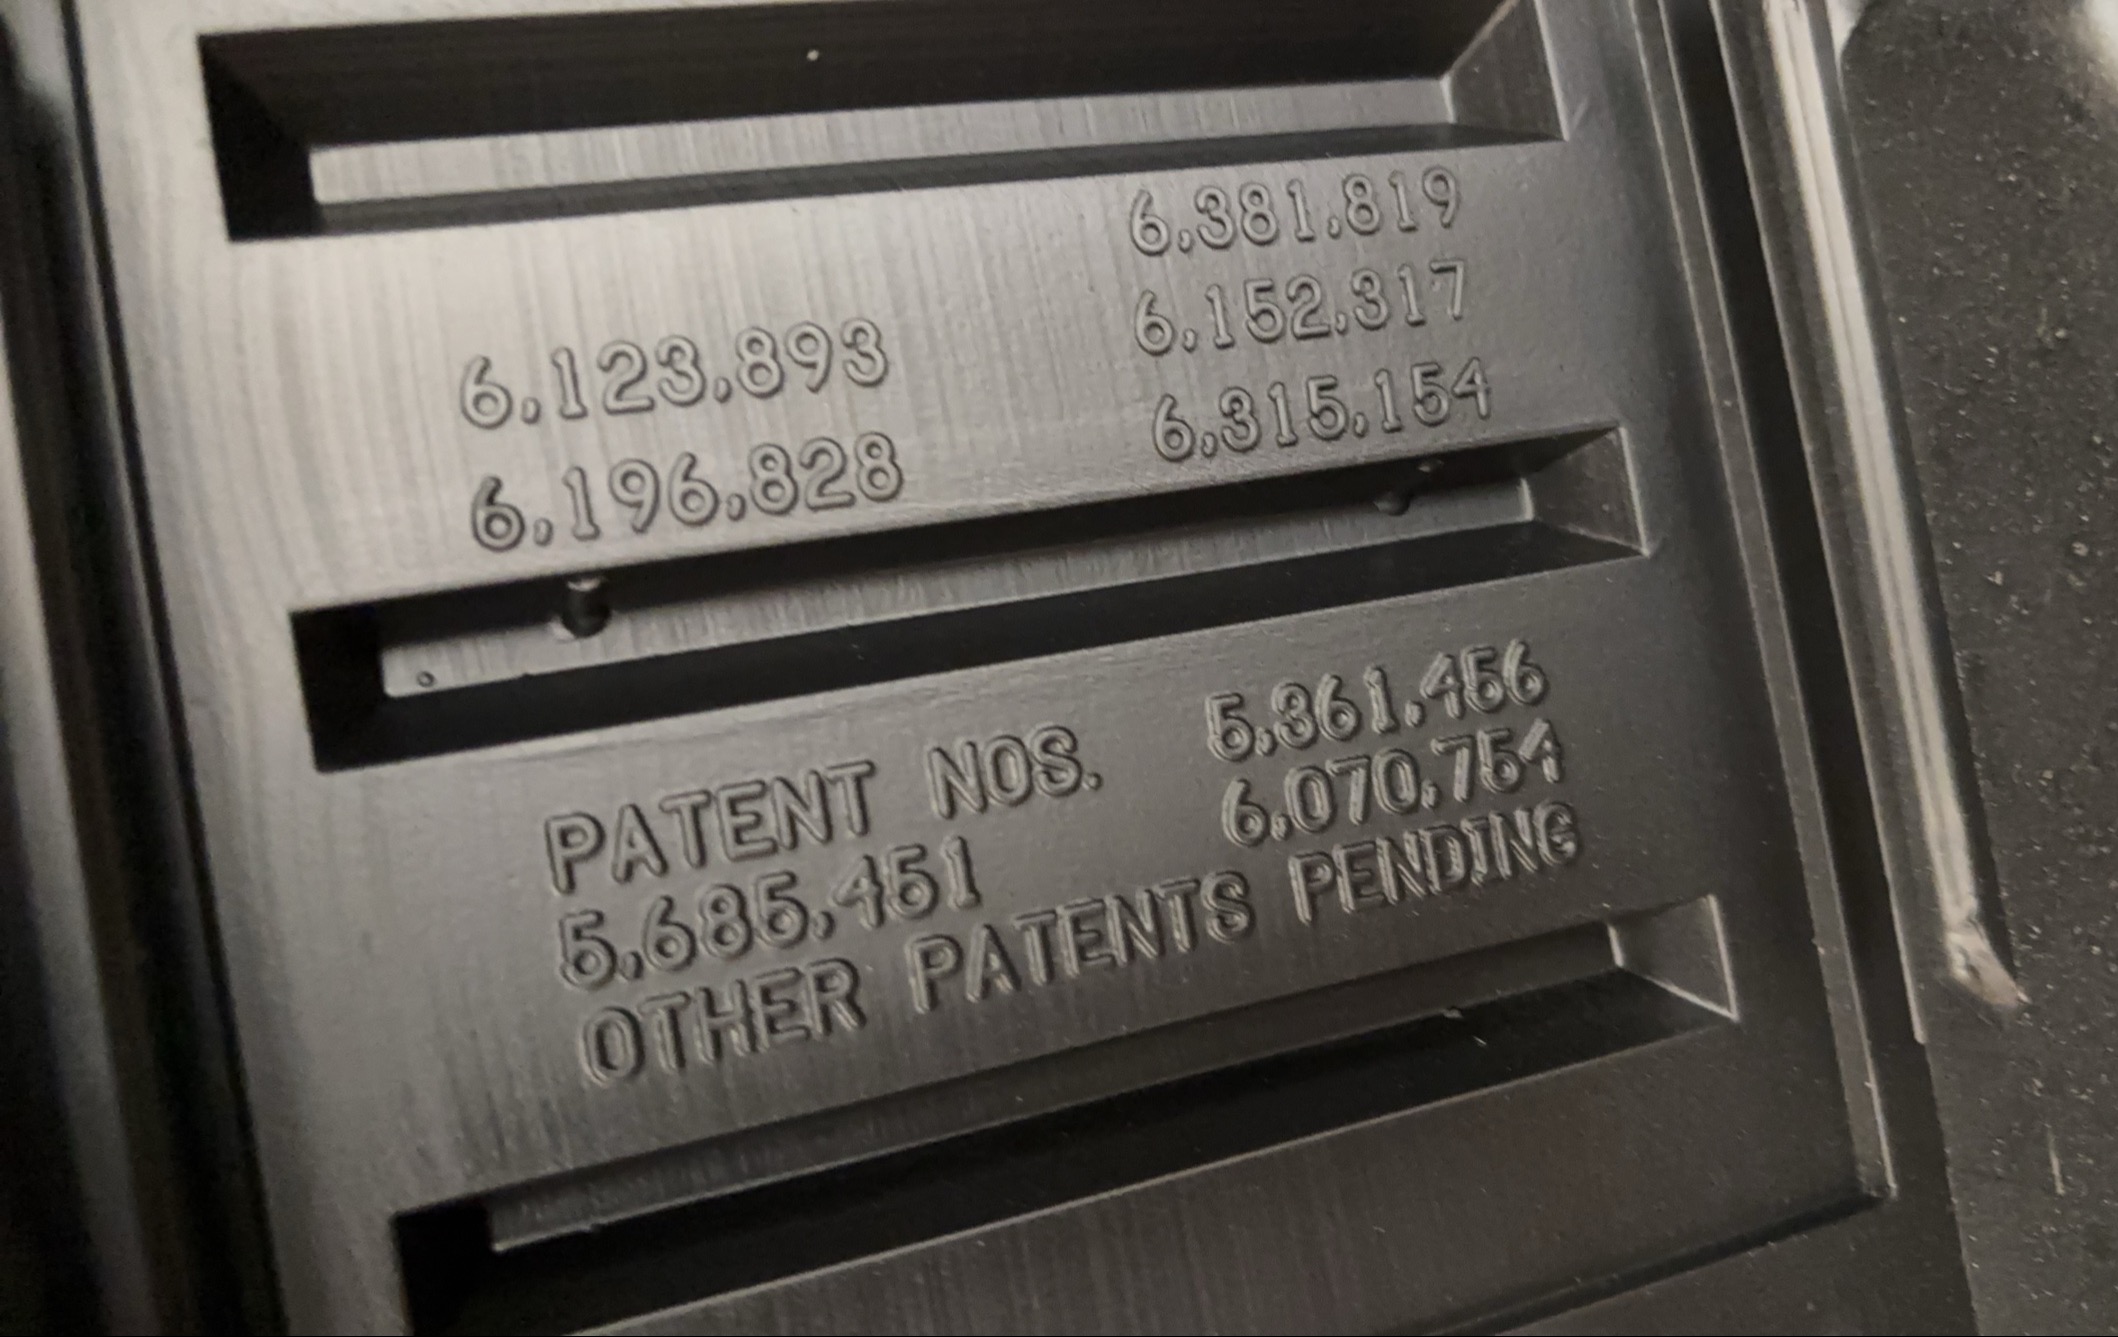 6,381,819
6,123,893 6,152,317
6,196,828 6,315,154
PATENT NOS. 5,361,456
5,685,451 6,070,754
OTHER PATENTS PENDING